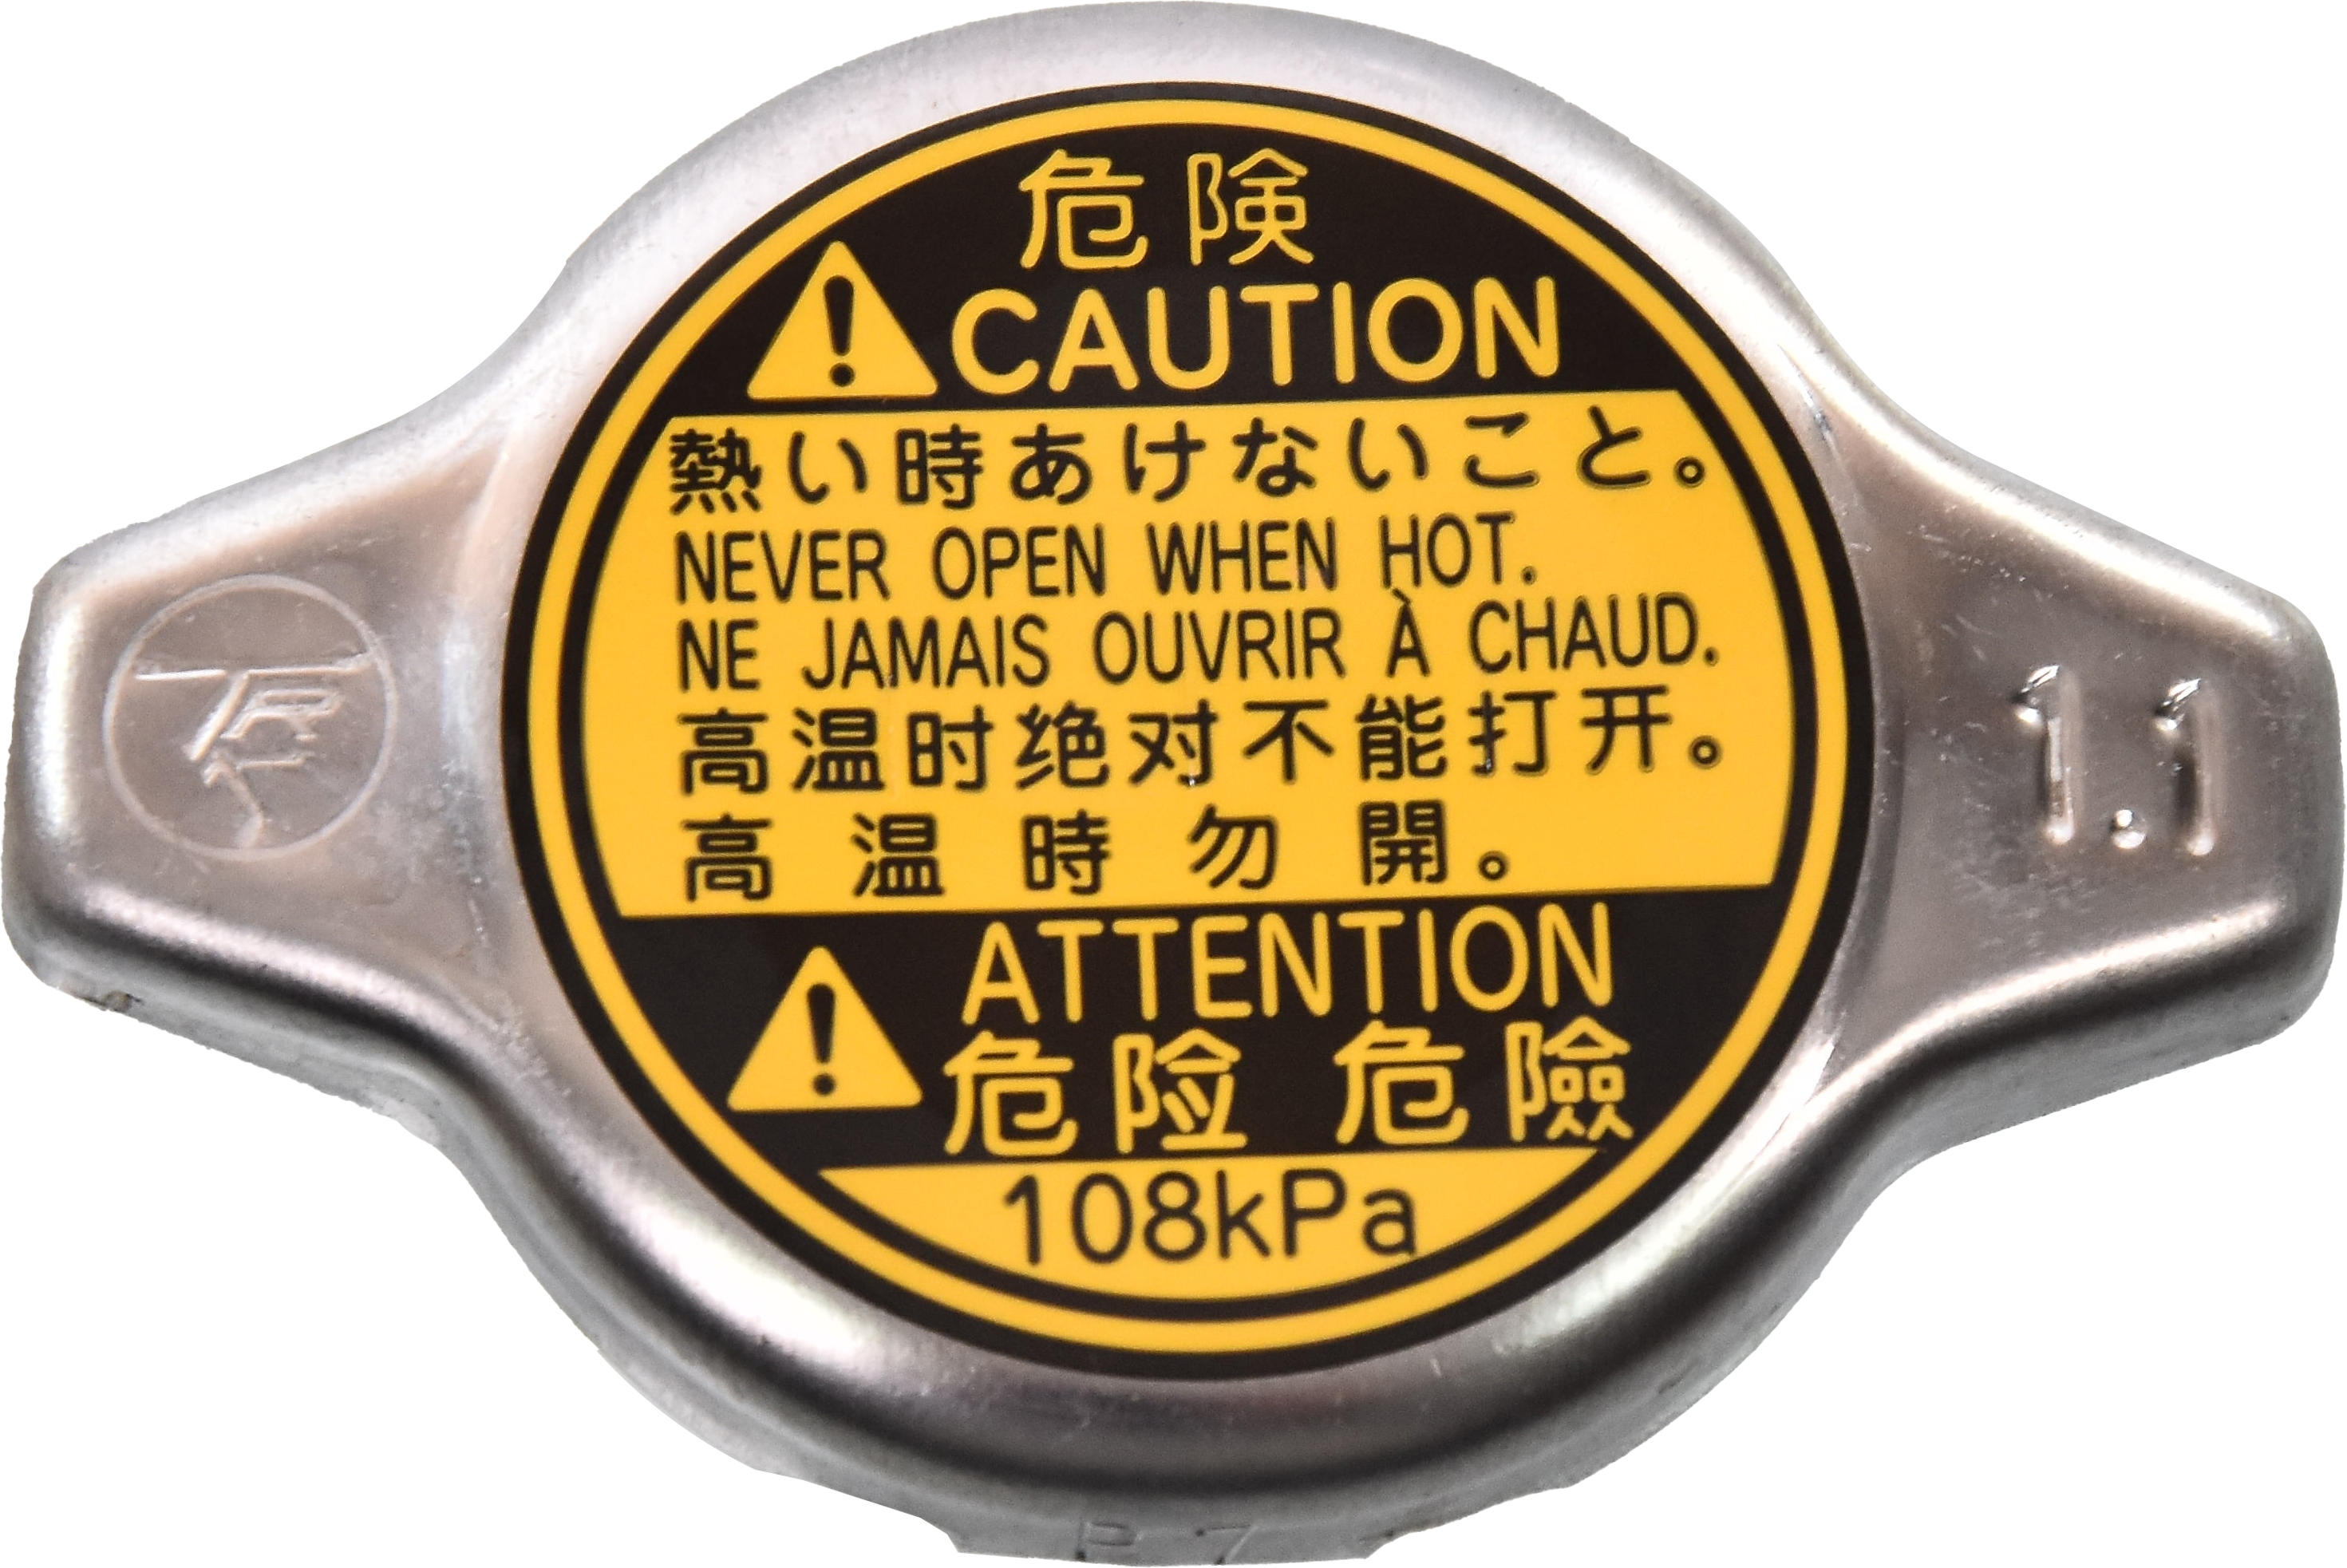 危険
CAUTION
熱い時あけないこと。
NEVER OPEN WHEN HOT.
NE JAMAIS OUVRIR À CHAUD.
高温时绝对不能打开。
高温時勿開。
ATTENTION
危险 危險
108kPa
1.1